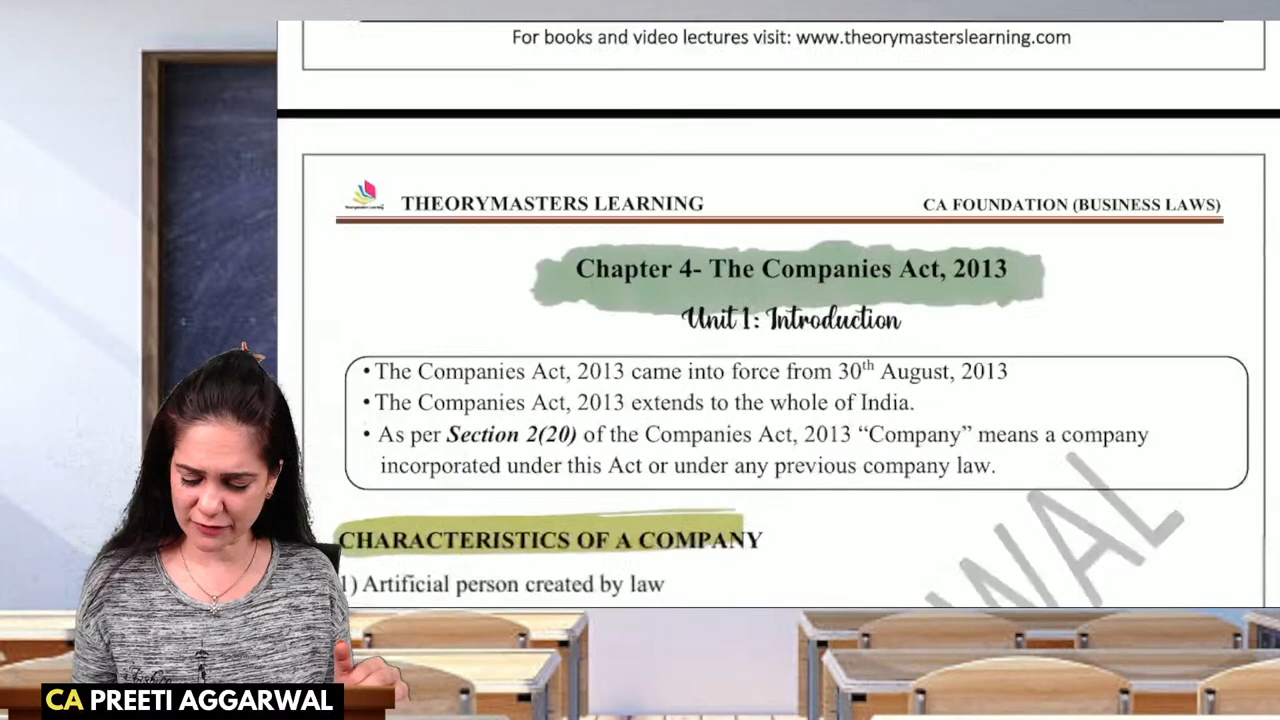 For books and video lectures visit: www.theorymasterslearning.com
THEORYMASTERS LEARNING
CA FOUNDATION (BUSINESS LAWS)
Chapter 4- The Companies Act, 2013
Unit 1: Introduction
• The Companies Act, 2013 came into force from 30th August, 2013
• The Companies Act, 2013 extends to the whole of India.
• As per Section 2(20) of the Companies Act, 2013 “Company” means a company
incorporated under this Act or under any previous company law.
CHARACTERISTICS OF A COMPANY
1) Artificial person created by law
WAL
CA PREETI AGGARWAL